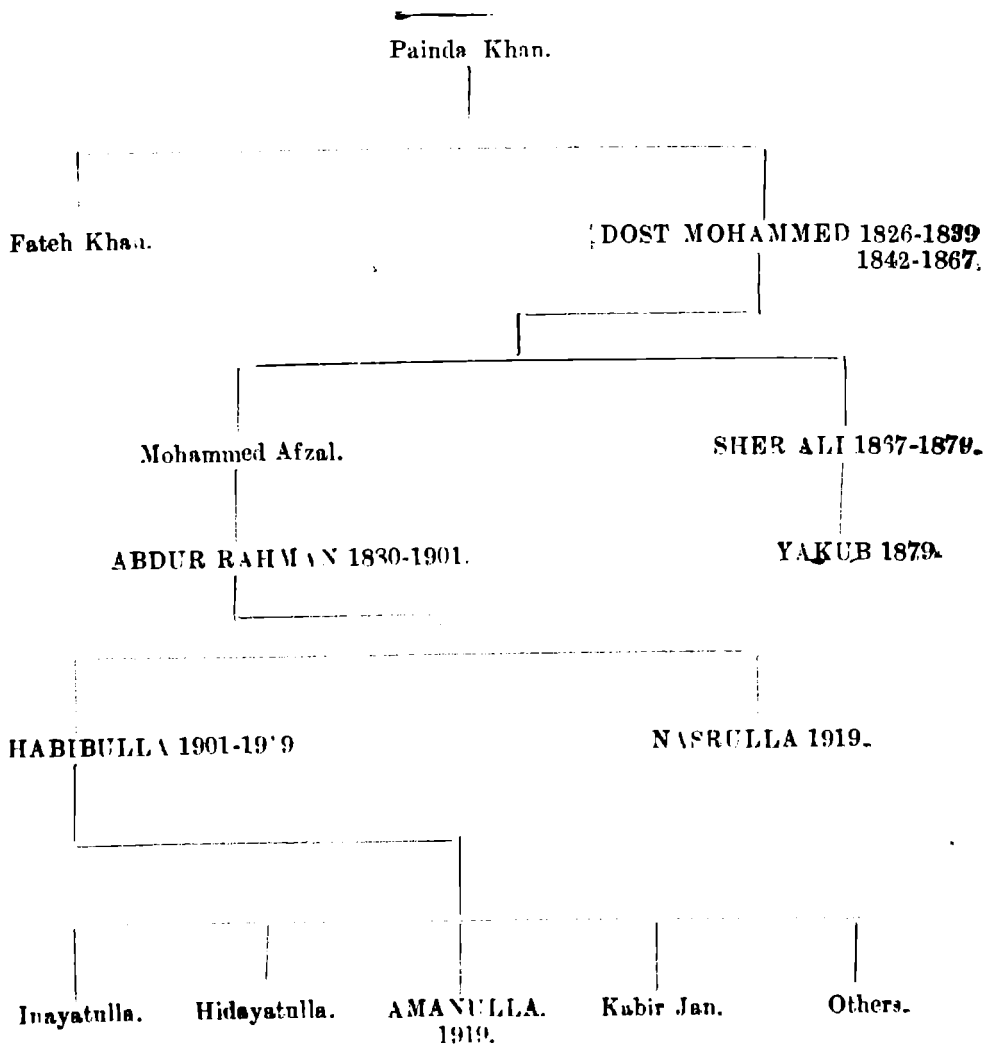 Painda Khan.
Fateh Khan.
DOST MOHAMMED 1826-1839
1842-1867.
Mohammed Afzal.
SHER ALI 1867-1879.
ABDUR RAHMAN 1880-1901.
YAKUB 1879.
HABIBULLA 1901-1919
NASRULLA 1919.
Inayatulla.
Hidayatulla.
AMANULLA.
1919.
Kabir Jan.
Others.